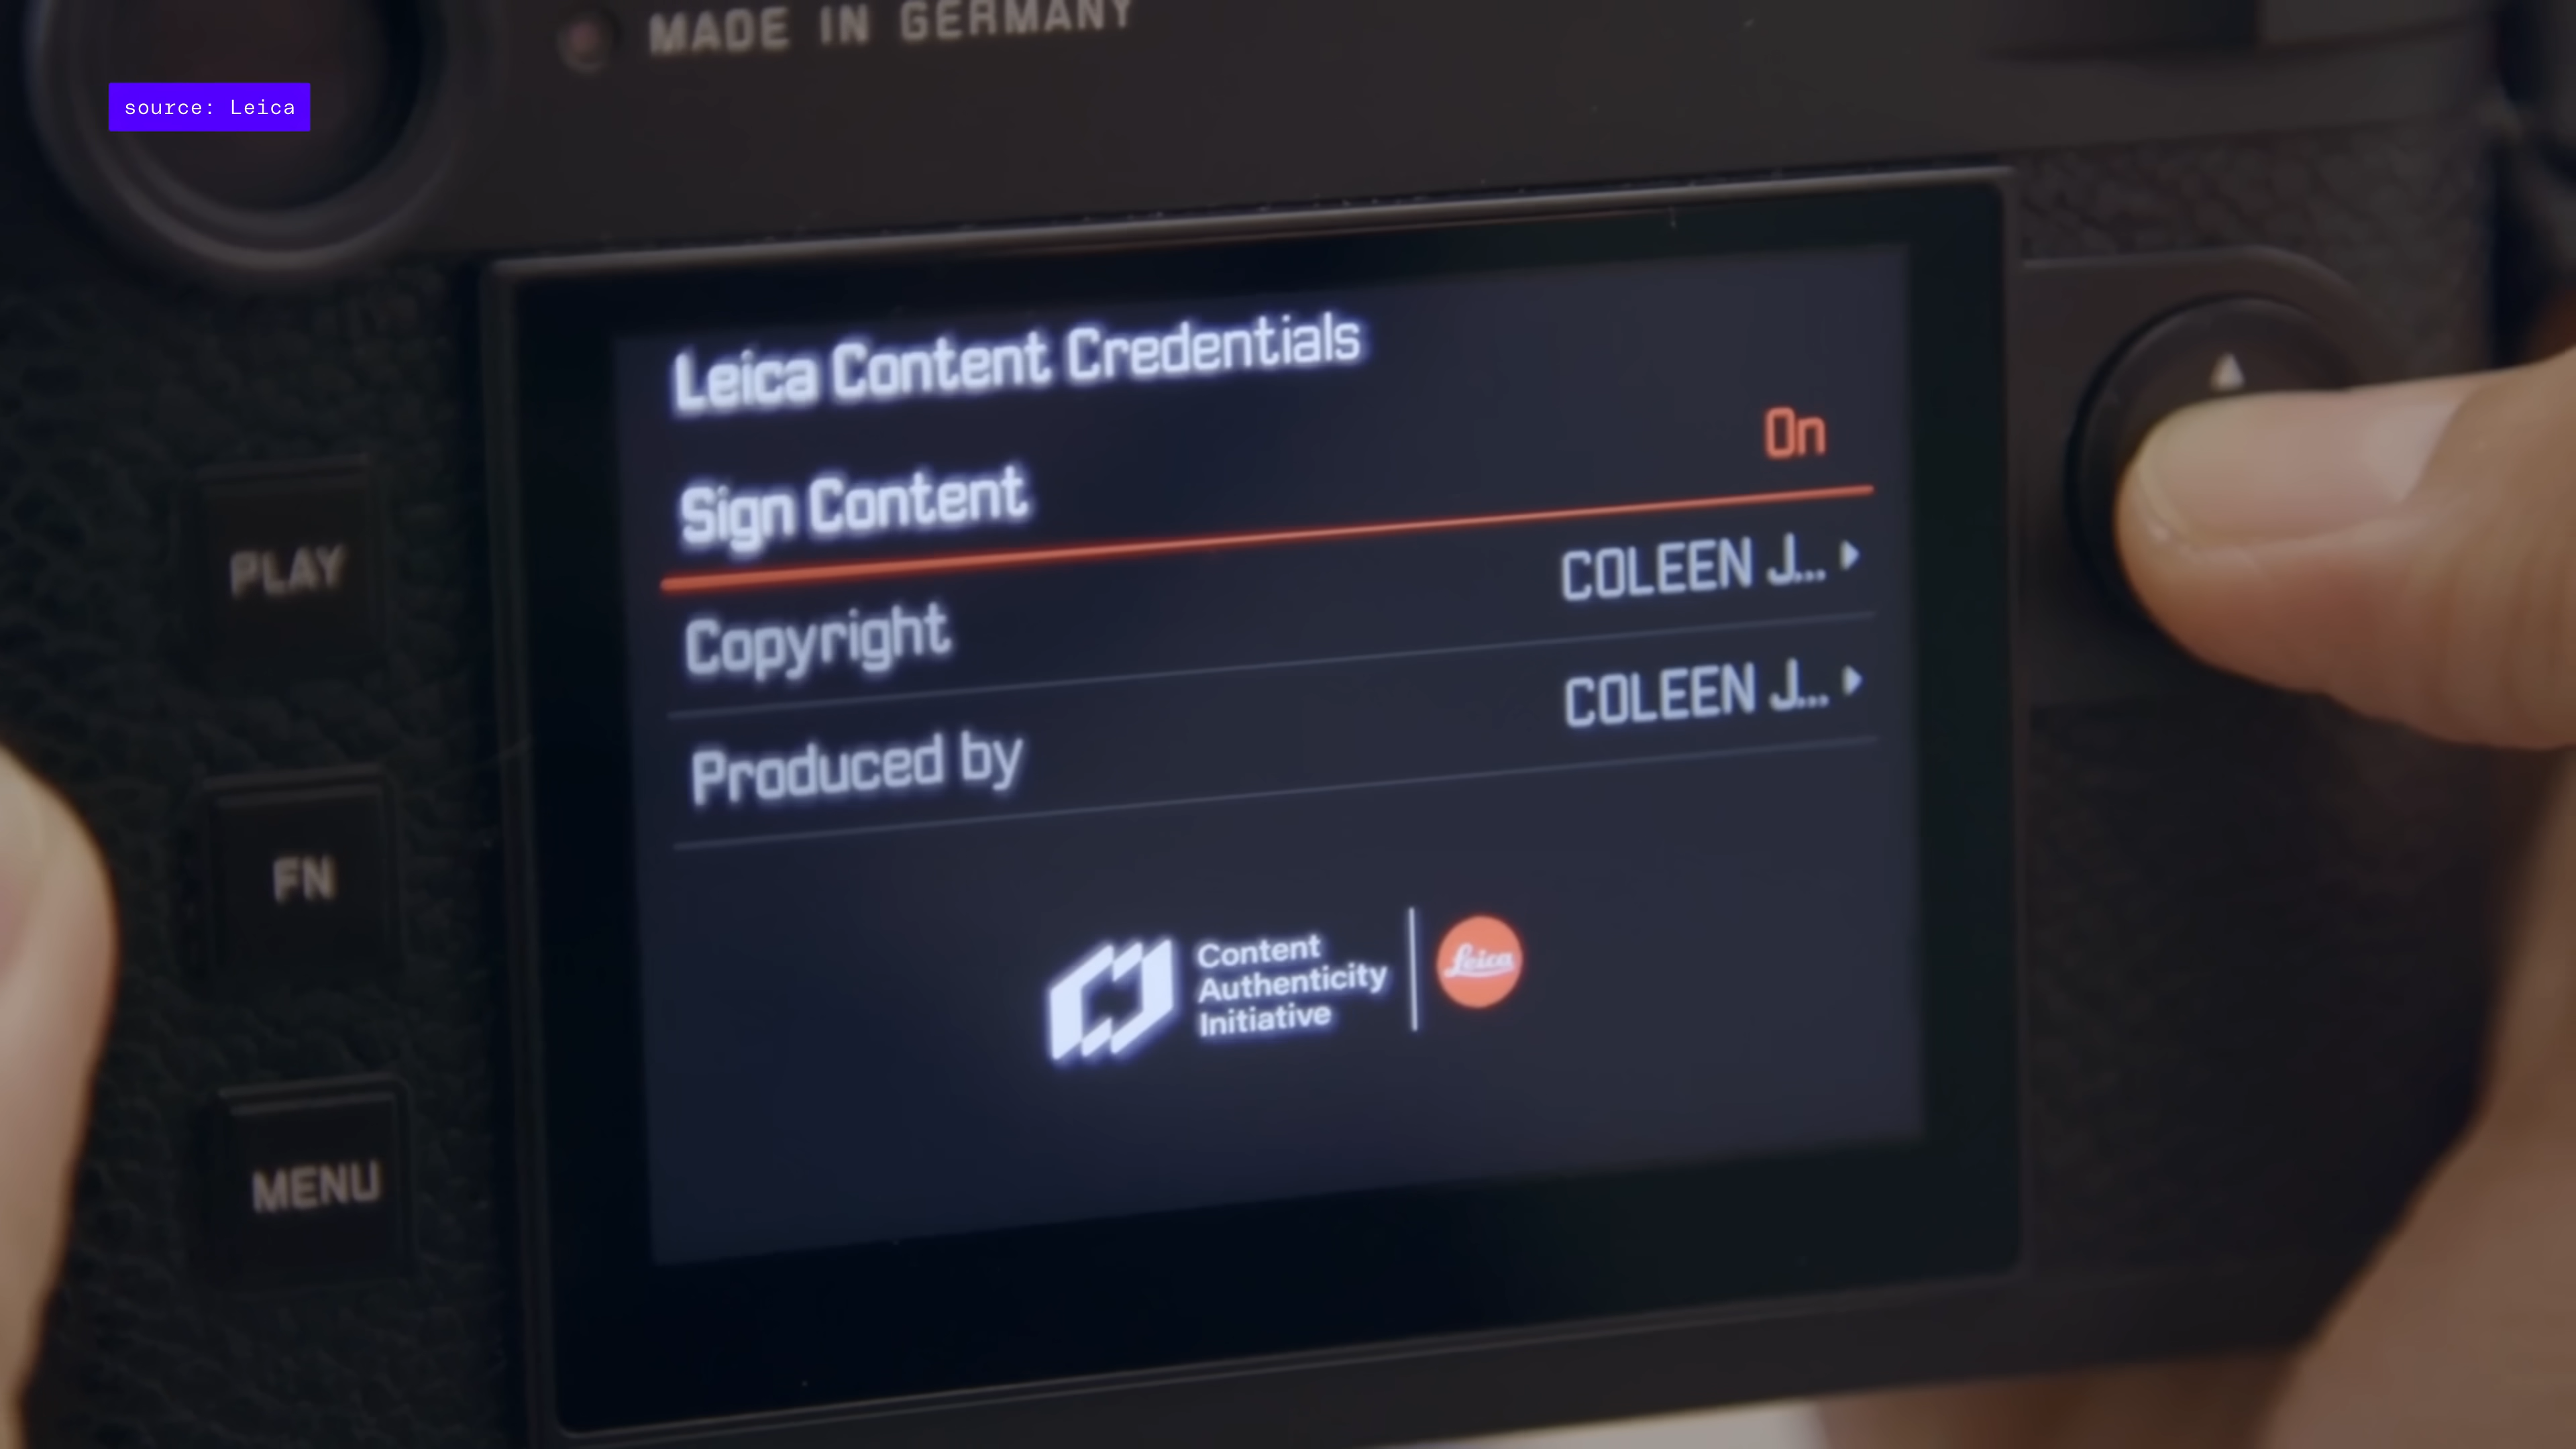 MADE IN GERMANY
source: Leica
Leica Content Credentials
Sign Content On
Copyright COLEEN J...
Produced by COLEEN J...
PLAY
FN
MENU
Content
Authenticity
Initiative
Leica